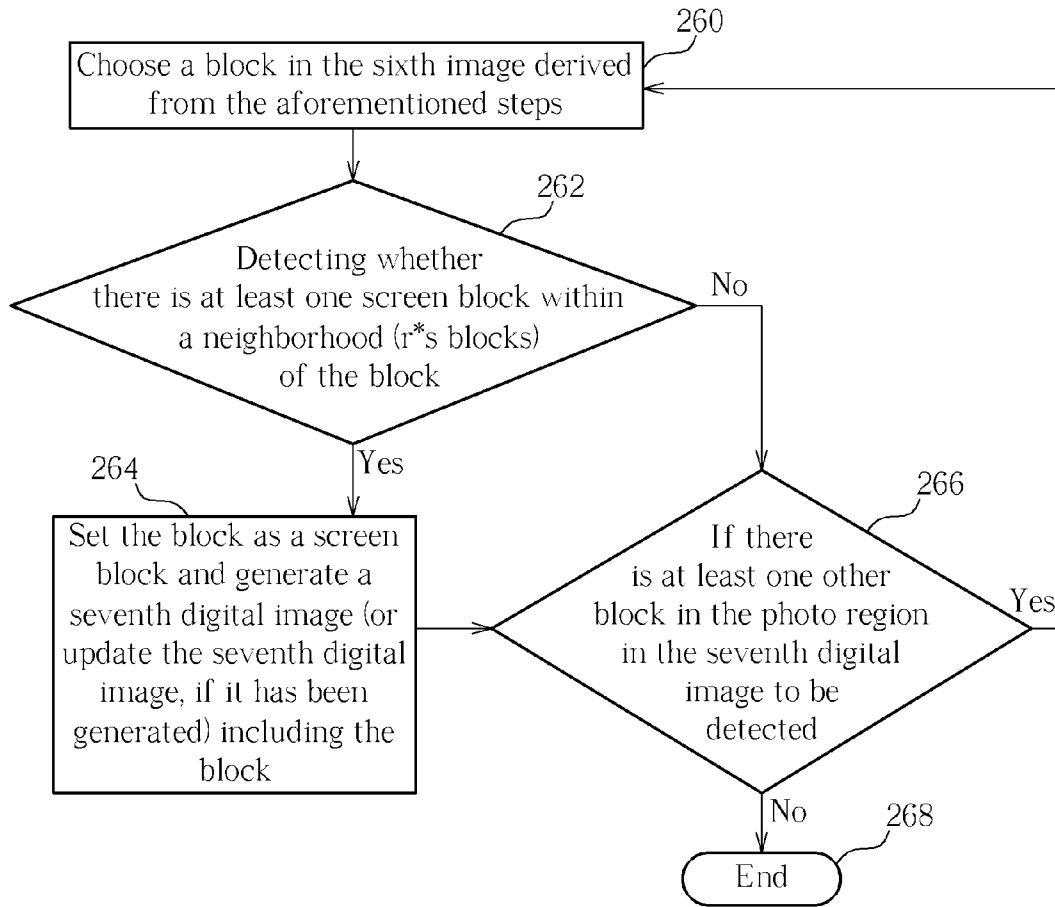 260
Choose a block in the sixth image derived
from the aforementioned steps
262
Detecting whether
there is at least one screen block within
a neighborhood (r*s blocks)
of the block
No
Yes
264
Set the block as a screen
block and generate a
seventh digital image (or
update the seventh digital
image, if it has been
generated) including the
block
266
If there
is at least one other
block in the photo region
in the seventh digital
image to be
detected
Yes
No
268
End